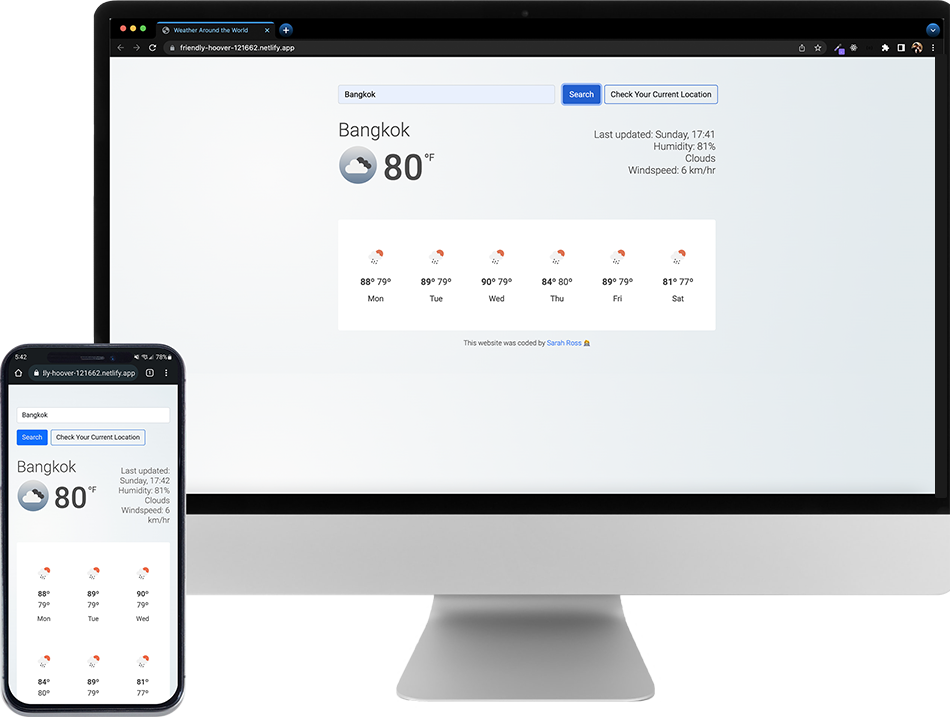 Weather Around the World
friendly-hoover-121662.netlify.app
Bangkok
Search
Check Your Current Location
Bangkok
80 °F
Last updated: Sunday, 17:41
Humidity: 81%
Clouds
Windspeed: 6 km/hr
88° 79° 89° 79° 90° 79° 84° 80° 89° 79° 81° 77°
Mon Tue Wed Thu Fri Sat
This website was coded by Sarah Ross
5:42
78%
lly-hoover-121662.netlify.app
Bangkok
Search
Check Your Current Location
Bangkok
80 °F
Last updated:
Sunday, 17:42
Humidity: 81%
Clouds
Windspeed: 6
km/hr
88° 89° 90°
79° 79° 79°
Mon Tue Wed
84° 89° 81°
80° 79° 77°